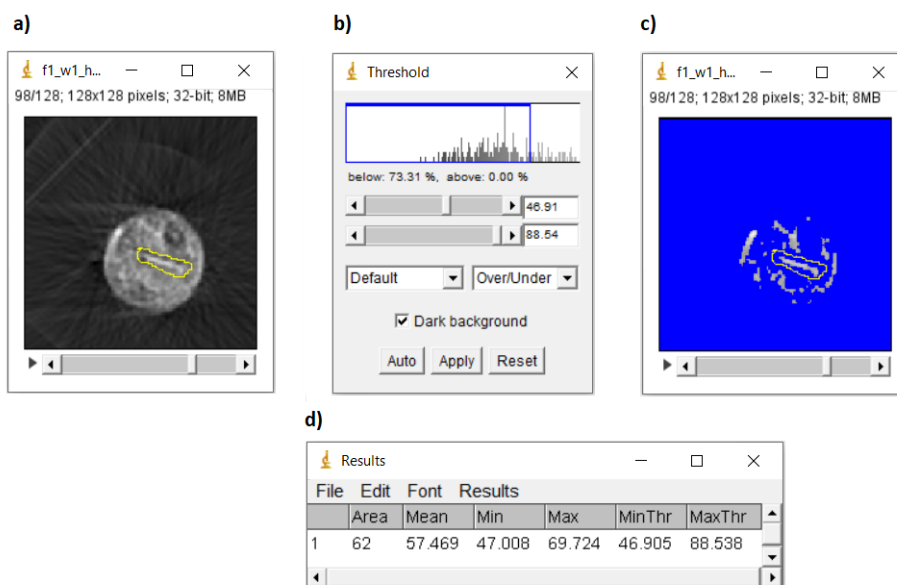 a)
b)
c)
f1_w1_h...
98/128; 128x128 pixels; 32-bit; 8MB
Threshold
below: 73.31 %, above: 0.00 %
46.91
88.54
Default
Over/Under
Dark background
Auto Apply Reset
f1_w1_h...
98/128; 128x128 pixels; 32-bit; 8MB
d)
Results
File Edit Font Results
Area Mean Min Max MinThr MaxThr
1 62 57.469 47.008 69.724 46.905 88.538